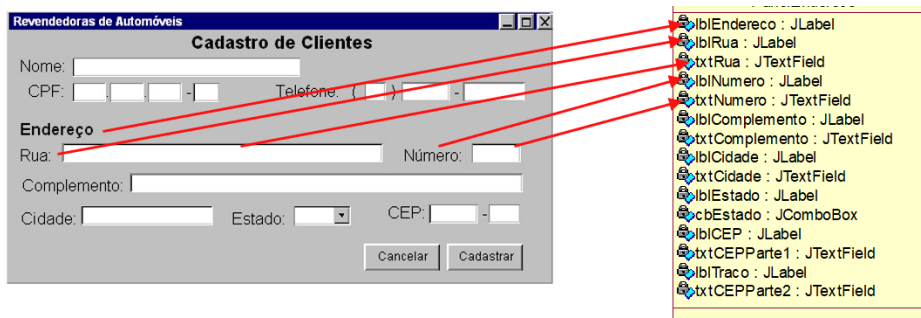 Revendedoras de Automóveis
Cadastro de Clientes
Nome:
CPF: . . - Telefone: ( ) -
Endereço
Rua: Número:
Complemento:
Cidade: Estado: CEP: -
Cancelar Cadastrar
lblEndereco : JLabel
lblRua : JLabel
txtRua : JTextField
lblNumero : JLabel
txtNumero : JTextField
lblComplemento : JLabel
txtComplemento : JTextField
lblCidade : JLabel
txtCidade : JTextField
lblEstado : JLabel
cbEstado : JComboBox
lblCEP : JLabel
txtCEPParte1 : JTextField
lblTraco : JLabel
txtCEPParte2 : JTextField